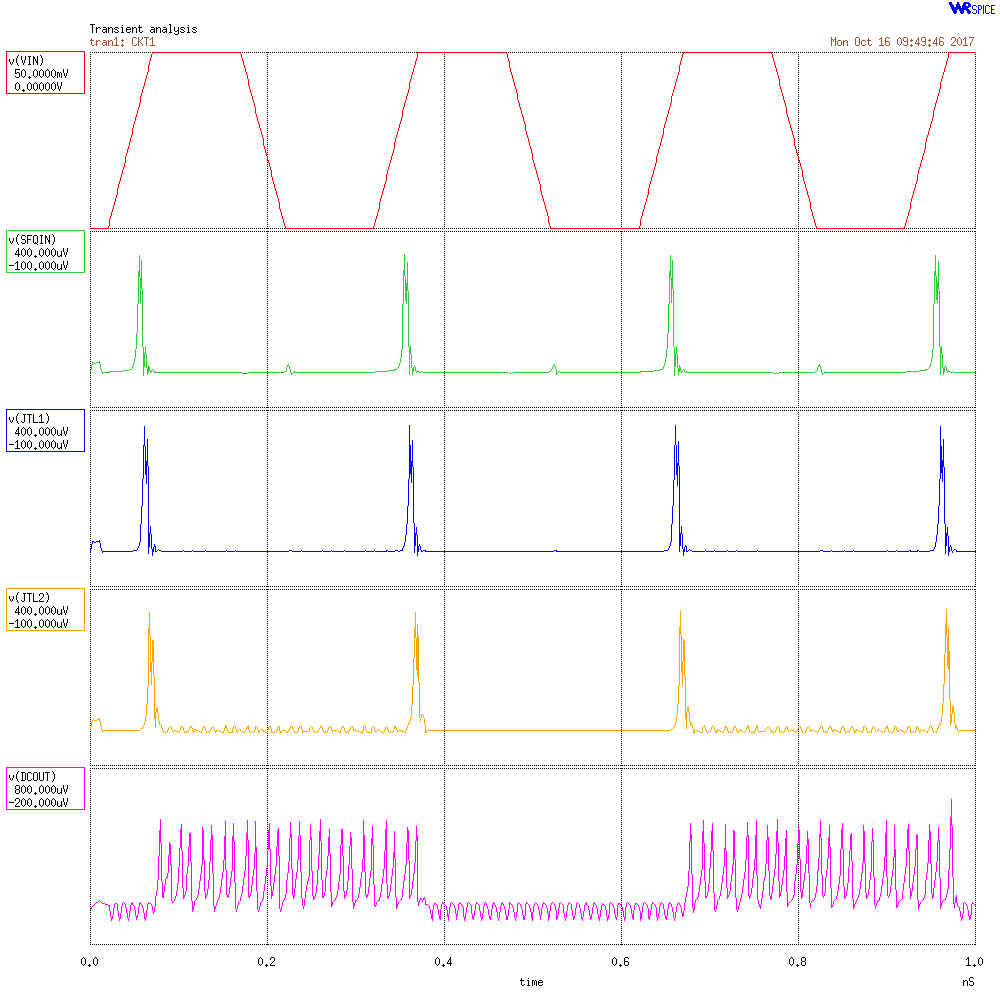 WRSPICE
Transient analysis
tran1: CKT1
Mon Oct 16 09:49:46 2017
v(VIN)
50.0000mV
0.00000V
v(SFQIN)
400.000uV
-100.000uV
v(JTL1)
400.000uV
-100.000uV
v(JTL2)
400.000uV
-100.000uV
v(DCOUT)
800.000uV
-200.000uV
0.0 0.2 0.4 0.6 0.8 1.0
time nS